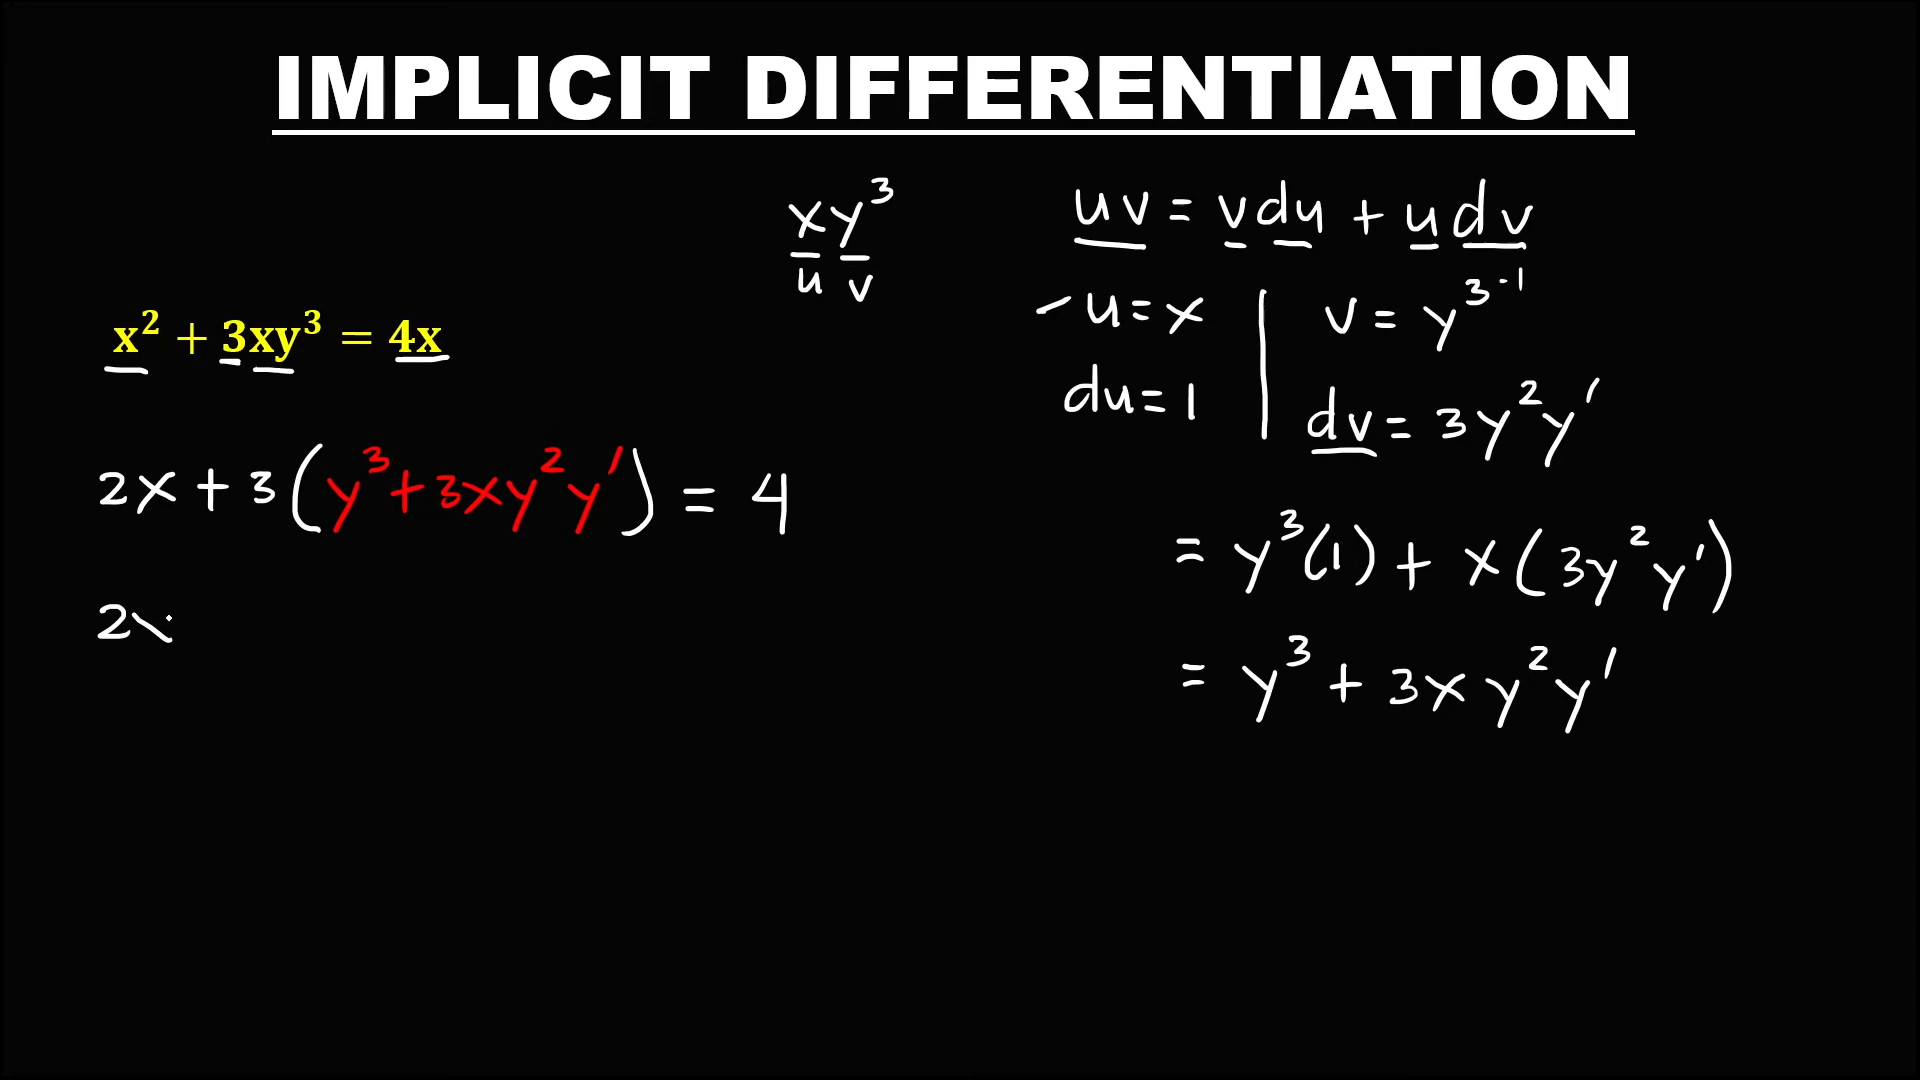 IMPLICIT DIFFERENTIATION
xy³
u v
uv = vdu + udv
u = x | v = y³⁻¹
du = 1 | dv = 3y²y'
x² + 3xy³ = 4x
2x + 3(y³ + 3xy²y') = 4
= y³(1) + x(3y²y')
2x
= y³ + 3xy²y'